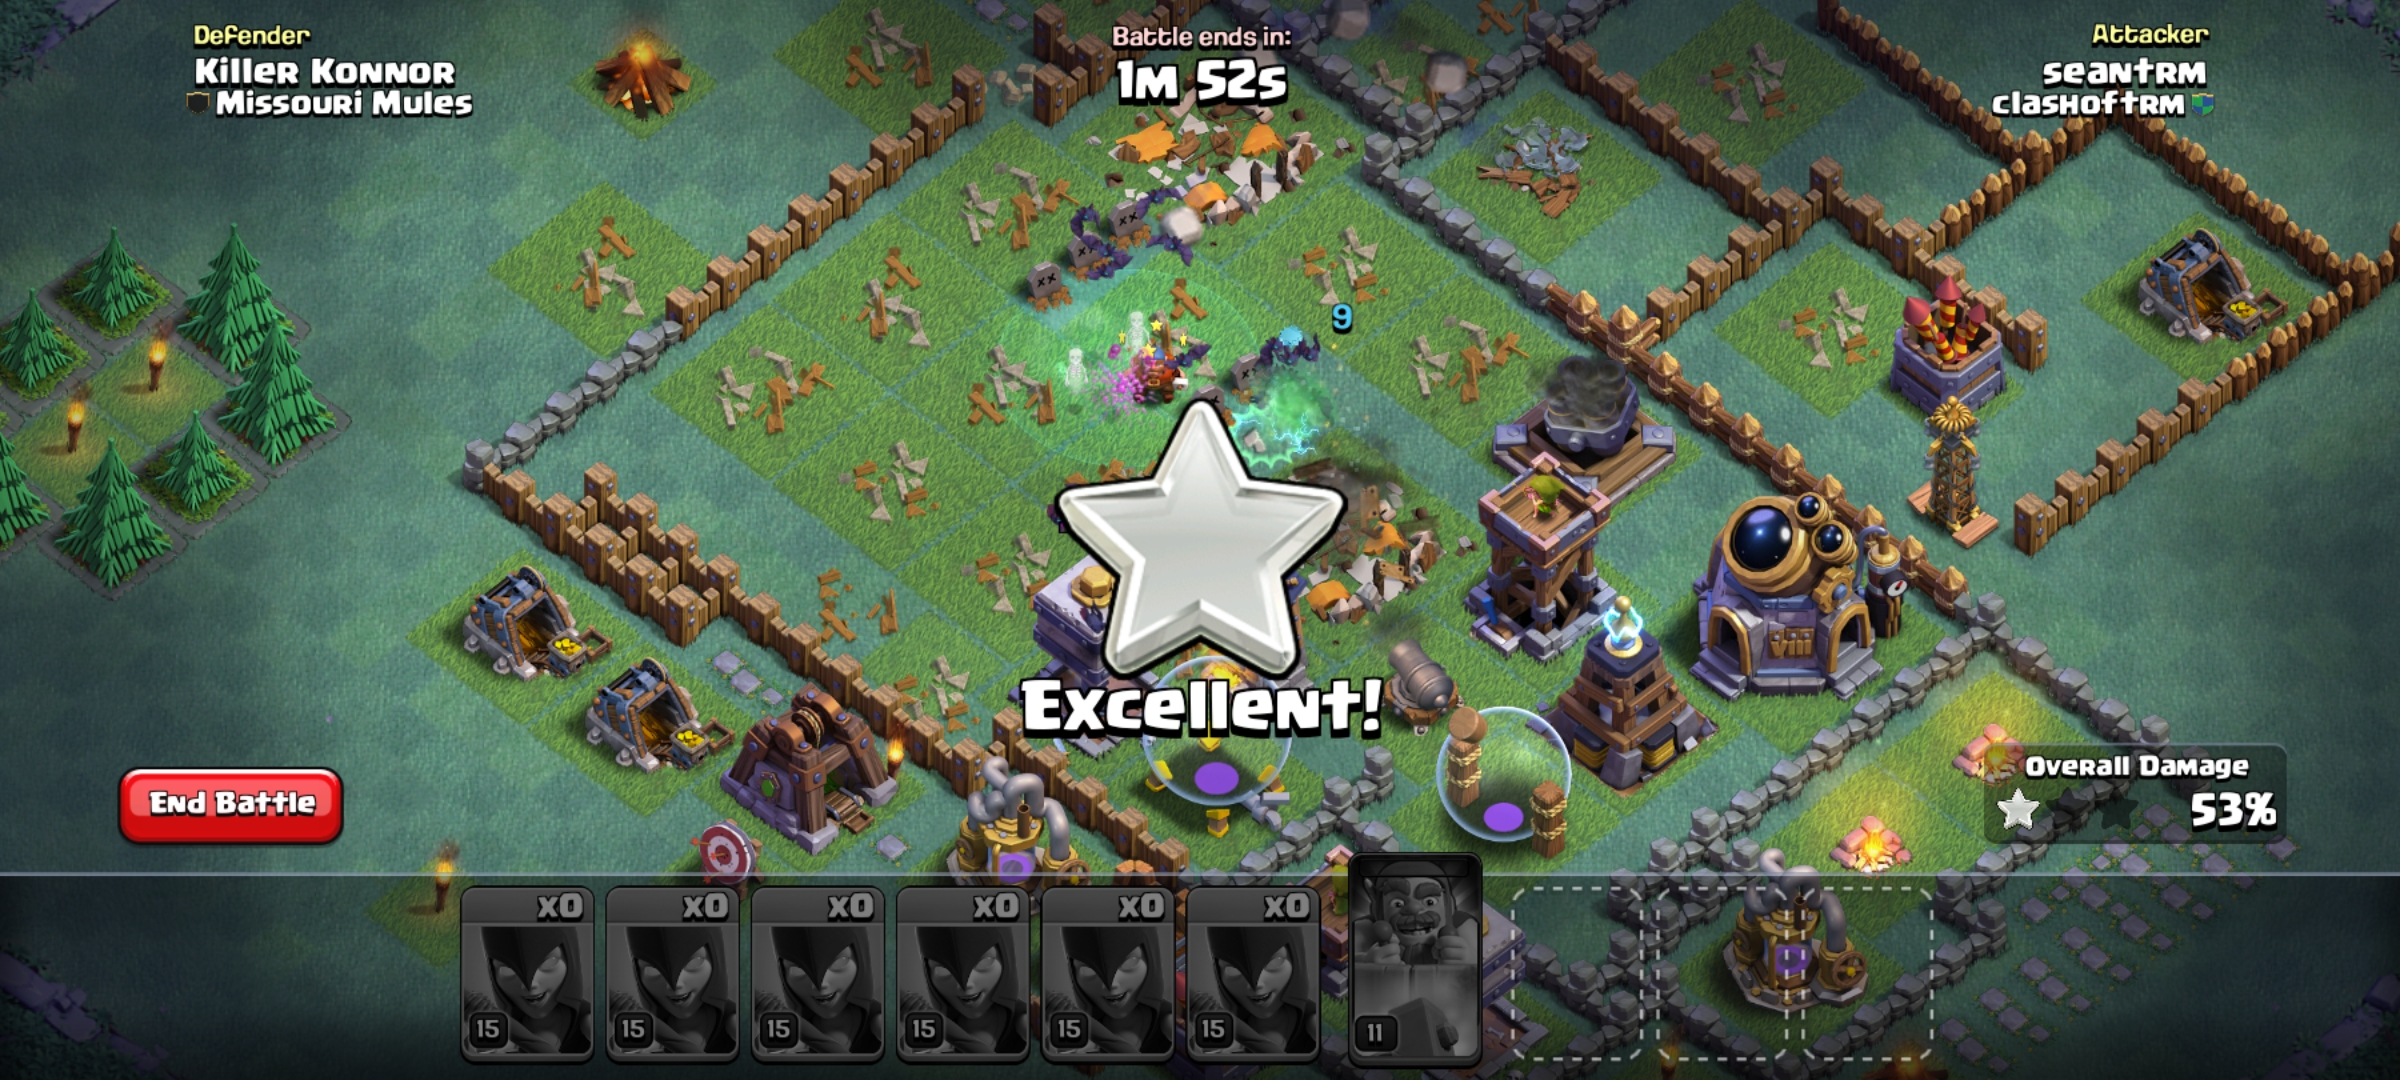 Defender
Killer Konnor
Missouri Mules
Battle ends in:
1M 52s
Attacker
seantrm
clashoftrm
9
VIII
Excellent!
End Battle
Overall Damage
53%
x0 x0 x0 x0 x0 x0
15 15 15 15 15 15 11